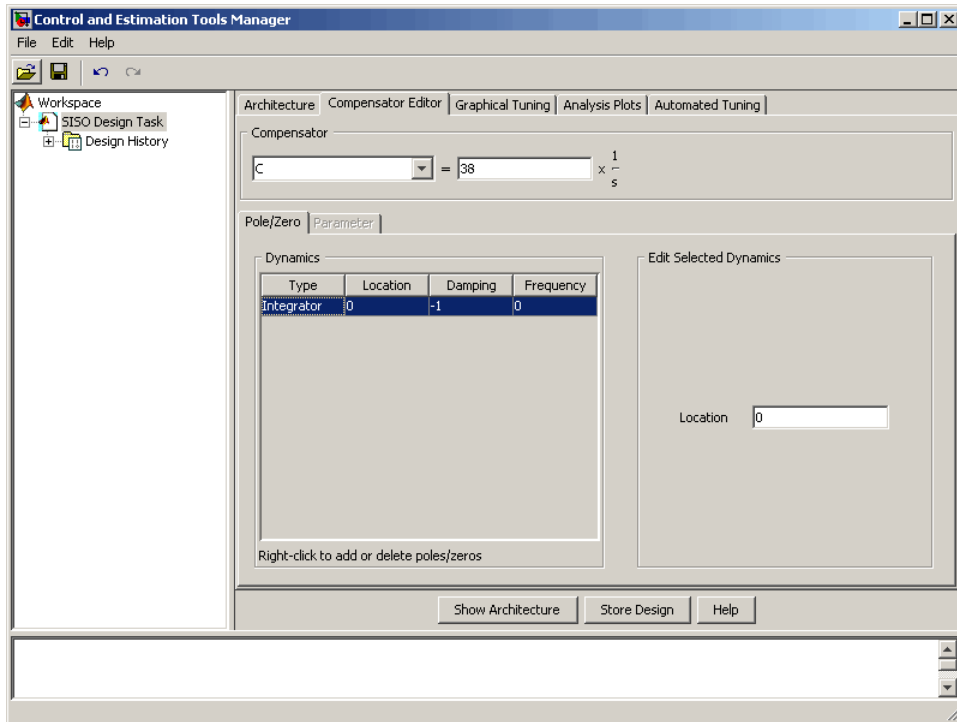 Control and Estimation Tools Manager
File Edit Help
Workspace
SISO Design Task
Design History
Architecture Compensator Editor Graphical Tuning Analysis Plots Automated Tuning
Compensator
C = 38 x 1
s
Pole/Zero Parameter
Dynamics
Type Location Damping Frequency
Integrator 0 -1 0
Right-click to add or delete poles/zeros
Edit Selected Dynamics
Location 0
Show Architecture Store Design Help